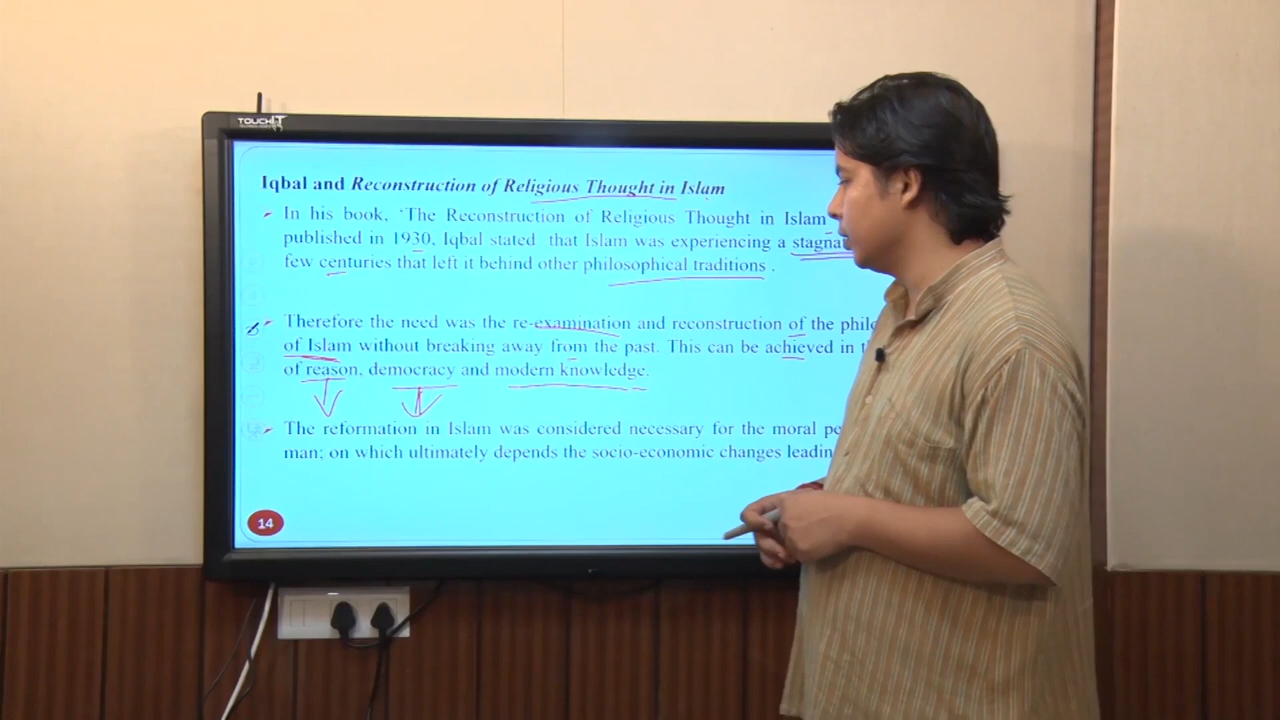 TOUCHIT
Iqbal and Reconstruction of Religious Thought in Islam
In his book, ‘The Reconstruction of Religious Thought in Islam
published in 1930, Iqbal stated that Islam was experiencing a
few centuries that left it behind other philosophical traditions .
Therefore the need was the re-examination and reconstruction of the
of Islam without breaking away from the past. This can be achieved in
of reason, democracy and modern knowledge.
The reformation in Islam was considered necessary for the moral
man; on which ultimately depends the socio-economic changes
14